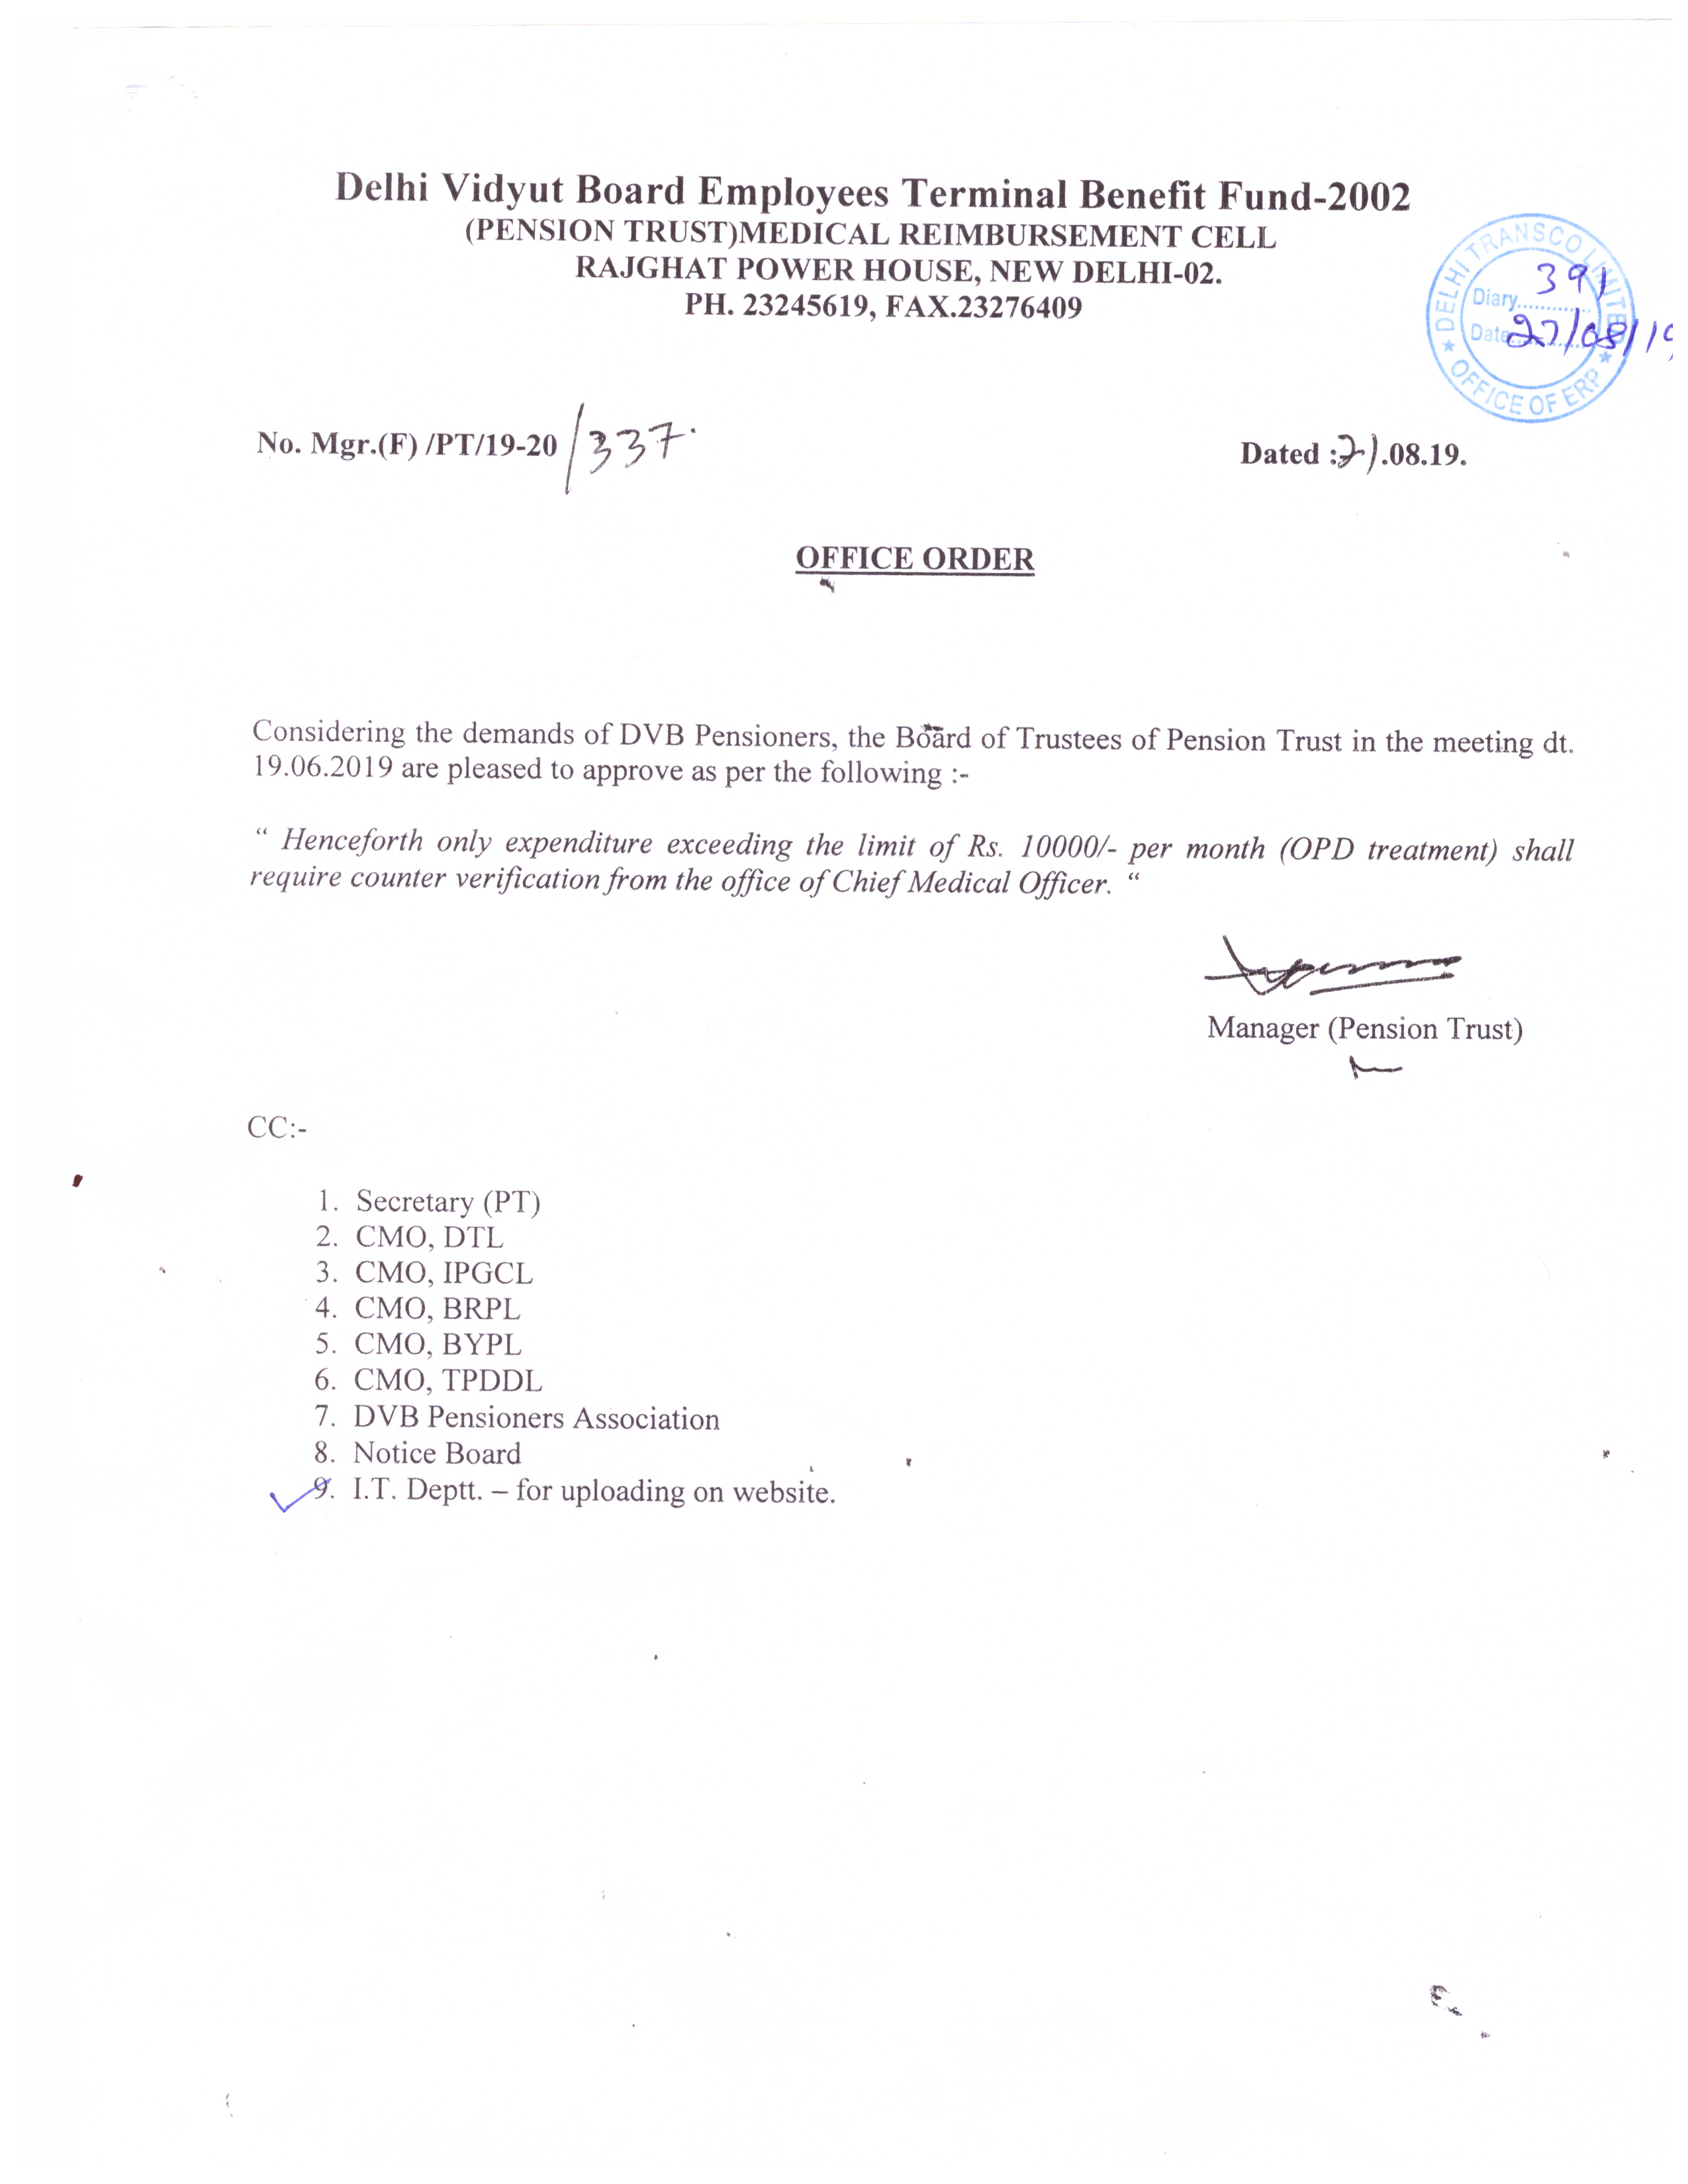 Delhi Vidyut Board Employees Terminal Benefit Fund-2002
(PENSION TRUST)MEDICAL REIMBURSEMENT CELL
RAJGHAT POWER HOUSE, NEW DELHI-02.
PH. 23245619, FAX.23276409
DELHI TRANSCO LIMITED
Diary............ 391
Date............ 27/08/19
★ OFFICE OF ERP ★
No. Mgr.(F) /PT/19-20 /337.
Dated :21.08.19.
OFFICE ORDER
Considering the demands of DVB Pensioners, the Board of Trustees of Pension Trust in the meeting dt.
19.06.2019 are pleased to approve as per the following :-
“ Henceforth only expenditure exceeding the limit of Rs. 10000/- per month (OPD treatment) shall
require counter verification from the office of Chief Medical Officer. “
Manager (Pension Trust)
CC:-
1. Secretary (PT)
2. CMO, DTL
3. CMO, IPGCL
4. CMO, BRPL
5. CMO, BYPL
6. CMO, TPDDL
7. DVB Pensioners Association
8. Notice Board
9. I.T. Deptt. – for uploading on website.